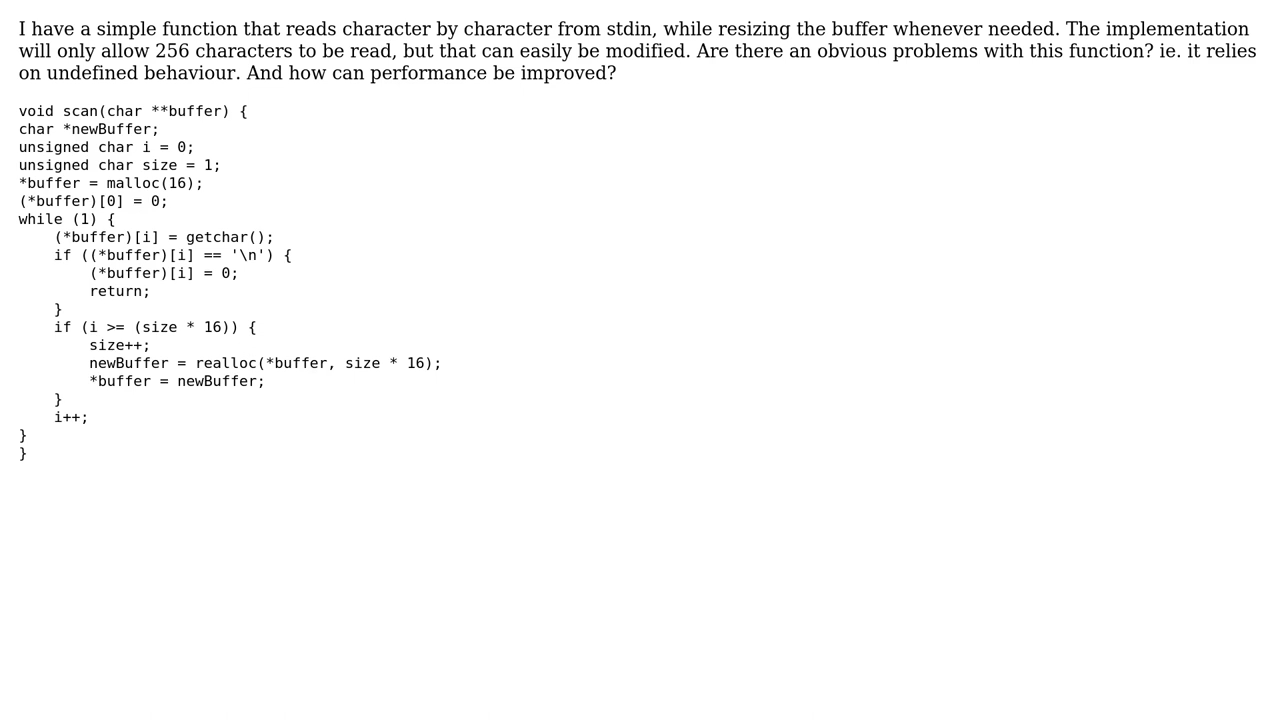 I have a simple function that reads character by character from stdin, while resizing the buffer whenever needed. The implementation
will only allow 256 characters to be read, but that can easily be modified. Are there an obvious problems with this function? ie. it relies
on undefined behaviour. And how can performance be improved?
void scan(char **buffer) {
char *newBuffer;
unsigned char i = 0;
unsigned char size = 1;
*buffer = malloc(16);
(*buffer)[0] = 0;
while (1) {
    (*buffer)[i] = getchar();
    if ((*buffer)[i] == '\n') {
        (*buffer)[i] = 0;
        return;
    }
    if (i >= (size * 16)) {
        size++;
        newBuffer = realloc(*buffer, size * 16);
        *buffer = newBuffer;
    }
    i++;
}
}